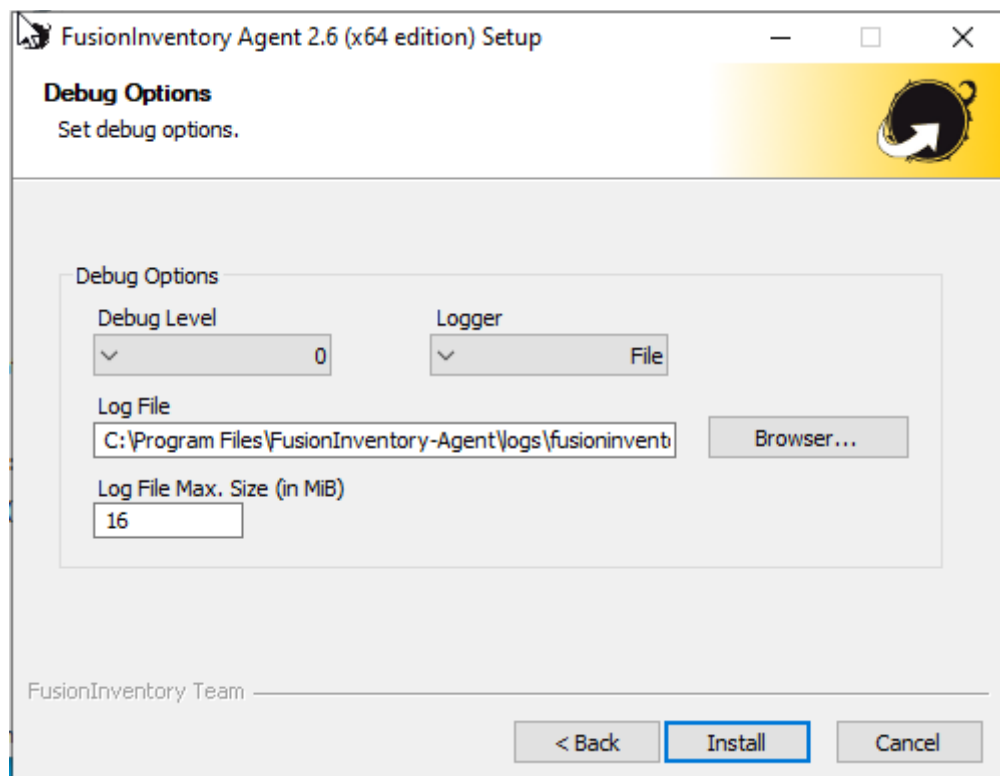 FusionInventory Agent 2.6 (x64 edition) Setup
Debug Options
Set debug options.
Debug Options
Debug Level
Logger
0
File
Log File
C:\Program Files\FusionInventory-Agent\logs\fusioninvent
Browser...
Log File Max. Size (in MiB)
16
FusionInventory Team
< Back
Install
Cancel